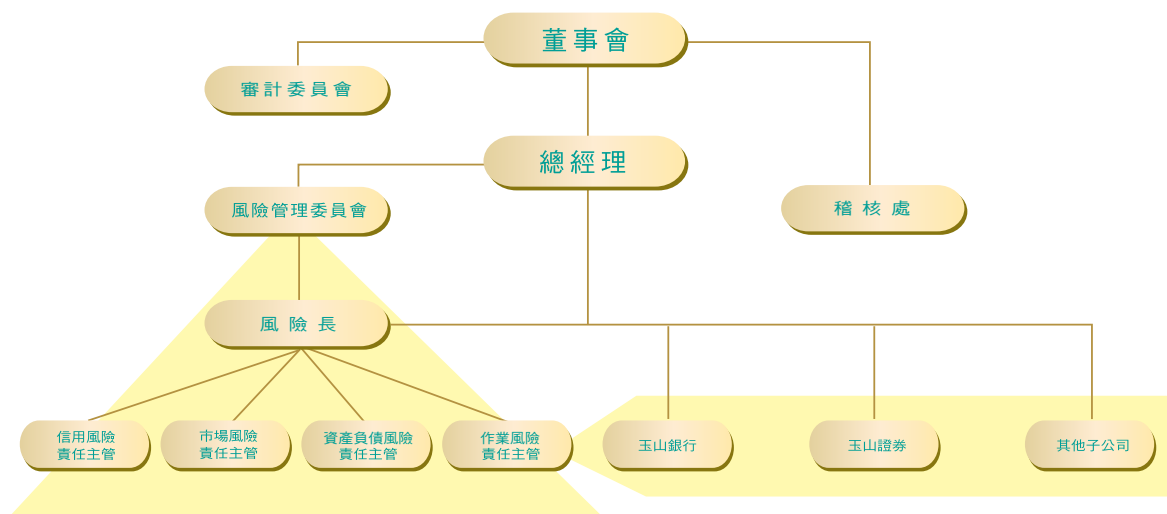 董事會
審計委員會
總經理
風險管理委員會
稽核處
風險長
信用風險
責任主管
市場風險
責任主管
資產負債風險
責任主管
作業風險
責任主管
玉山銀行
玉山證券
其他子公司